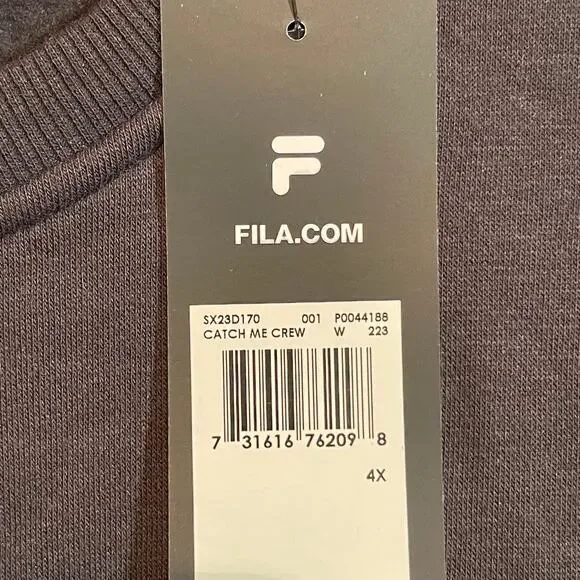 F
FILA.COM
SX23D170 001 P0044188
CATCH ME CREW W 223
7 31616 76209 8
4X